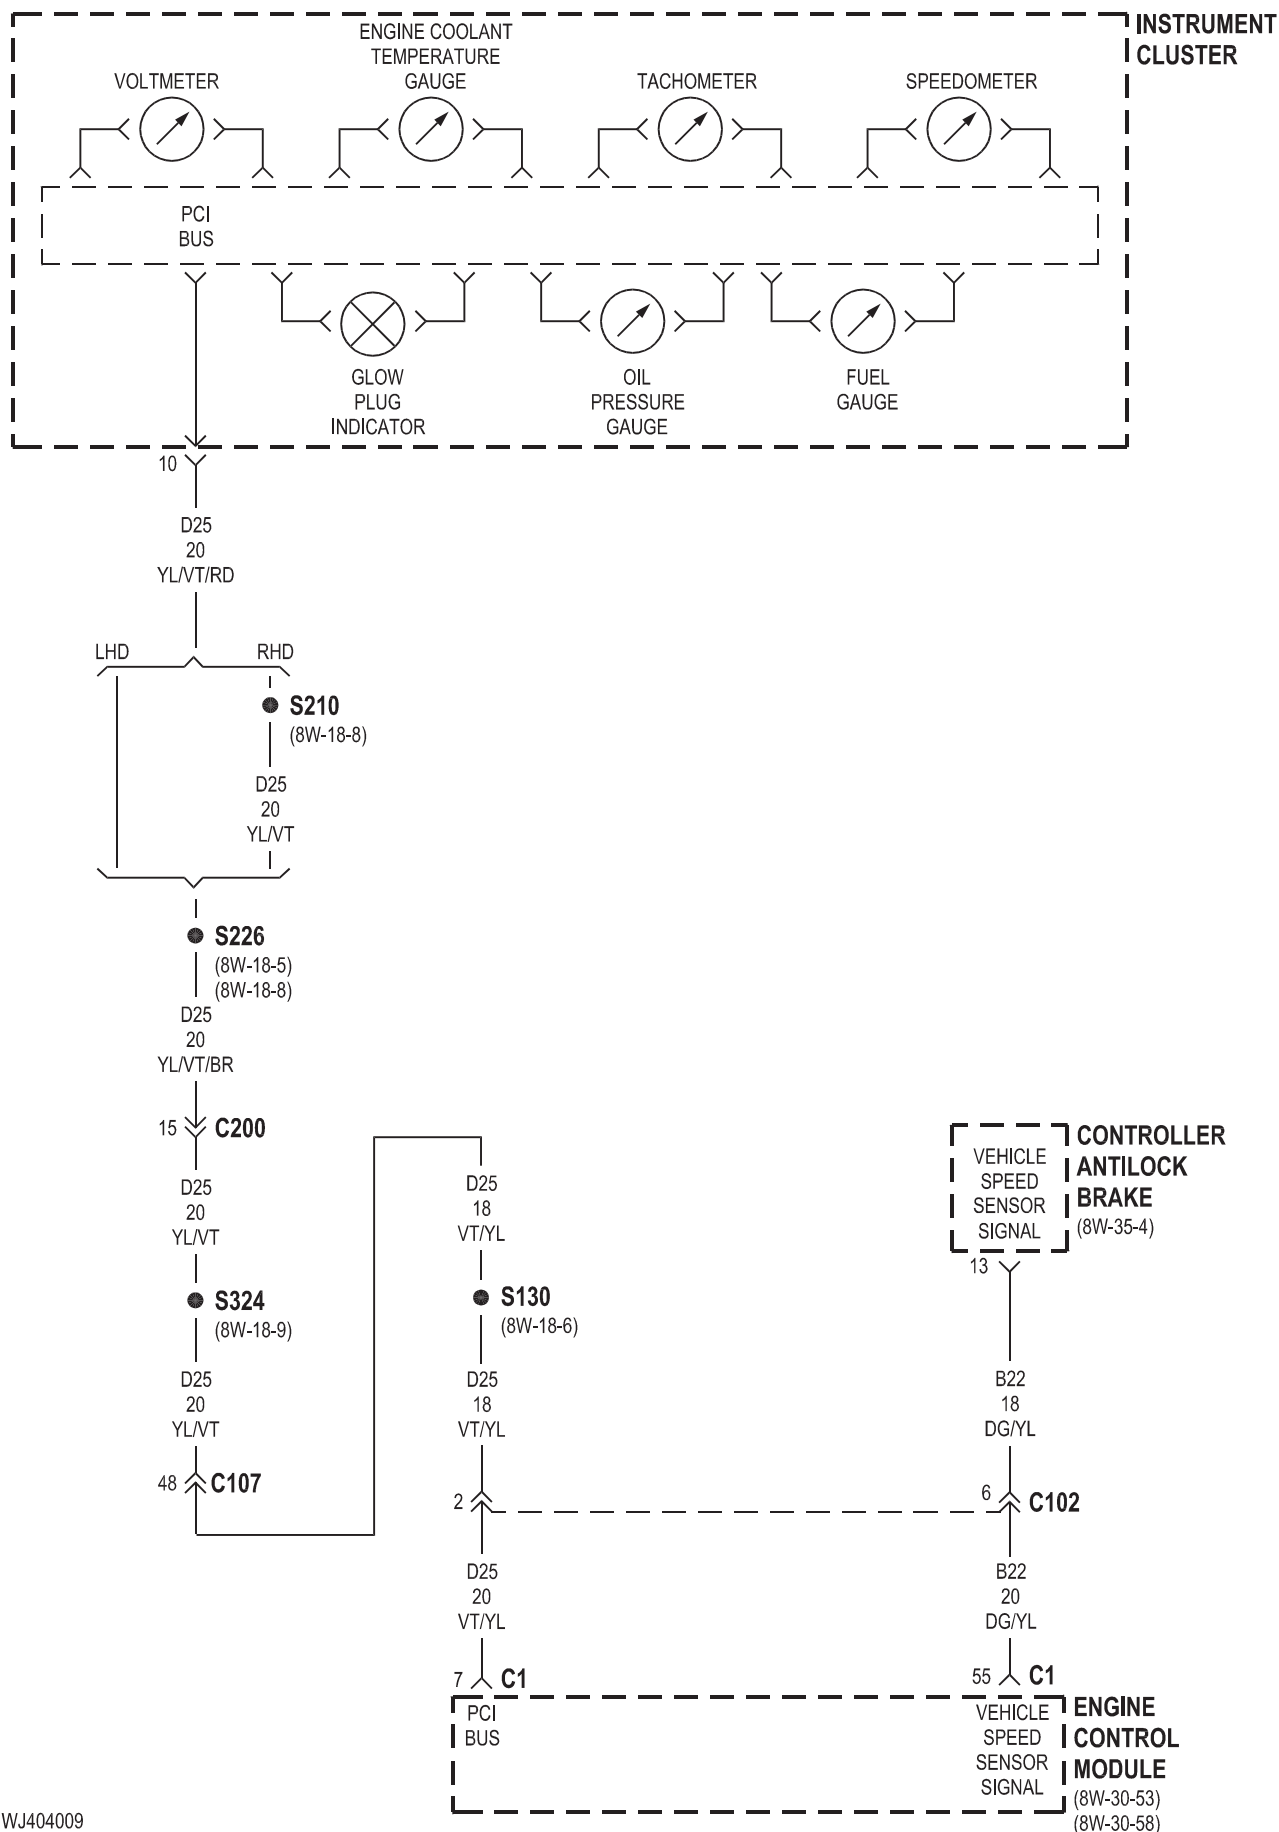 INSTRUMENT
CLUSTER
ENGINE COOLANT
TEMPERATURE
GAUGE
VOLTMETER
TACHOMETER
SPEEDOMETER
PCI
BUS
GLOW
PLUG
INDICATOR
OIL
PRESSURE
GAUGE
FUEL
GAUGE
10
D25
20
YL/VT/RD
LHD
RHD
S210
(8W-18-8)
D25
20
YL/VT
S226
(8W-18-5)
(8W-18-8)
D25
20
YL/VT/BR
15
C200
D25
20
YL/VT
S324
(8W-18-9)
D25
20
YL/VT
48
C107
D25
18
VT/YL
S130
(8W-18-6)
D25
18
VT/YL
2
D25
20
VT/YL
7
C1
VEHICLE
SPEED
SENSOR
SIGNAL
CONTROLLER
ANTILOCK
BRAKE
(8W-35-4)
13
B22
18
DG/YL
6
C102
B22
20
DG/YL
55
C1
PCI
BUS
VEHICLE
SPEED
SENSOR
SIGNAL
ENGINE
CONTROL
MODULE
(8W-30-53)
(8W-30-58)
WJ404009